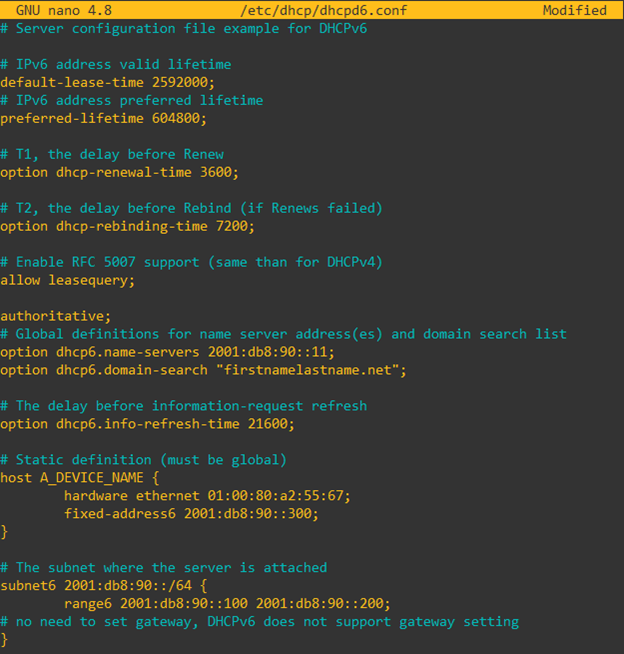 GNU nano 4.8 /etc/dhcp/dhcpd6.conf Modified
# Server configuration file example for DHCPv6
# IPv6 address valid lifetime
default-lease-time 2592000;
# IPv6 address preferred lifetime
preferred-lifetime 604800;
# T1, the delay before Renew
option dhcp-renewal-time 3600;
# T2, the delay before Rebind (if Renews failed)
option dhcp-rebinding-time 7200;
# Enable RFC 5007 support (same than for DHCPv4)
allow leasequery;
authoritative;
# Global definitions for name server address(es) and domain search list
option dhcp6.name-servers 2001:db8:90::11;
option dhcp6.domain-search "firstnamelastname.net";
# The delay before information-request refresh
option dhcp6.info-refresh-time 21600;
# Static definition (must be global)
host A_DEVICE_NAME {
hardware ethernet 01:00:80:a2:55:67;
fixed-address6 2001:db8:90::300;
}
# The subnet where the server is attached
subnet6 2001:db8:90::/64 {
range6 2001:db8:90::100 2001:db8:90::200;
# no need to set gateway, DHCPv6 does not support gateway setting
}